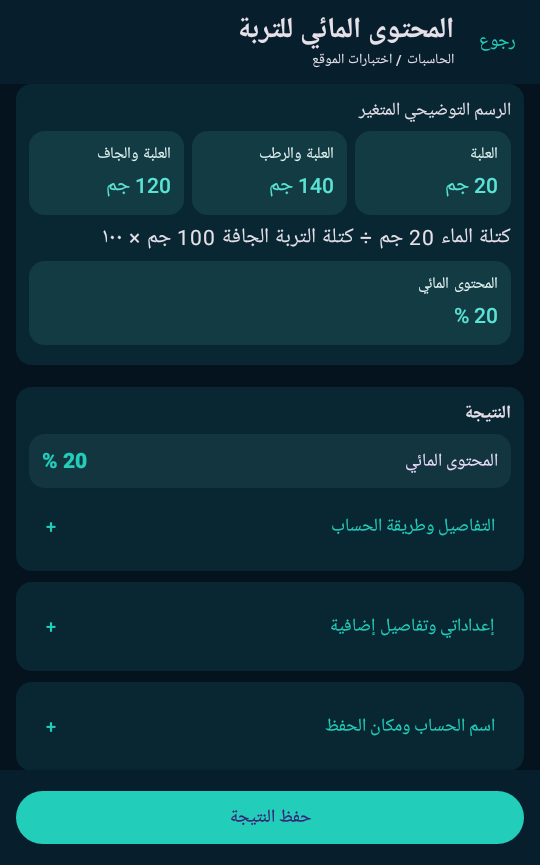 رجوع
المحتوى المائي للتربة
الحاسبات / اختبارات الموقع
الرسم التوضيحي المتغير
العلبة
20 جم
العلبة والرطب
140 جم
العلبة والجاف
120 جم
كتلة الماء 20 جم ÷ كتلة التربة الجافة 100 جم × ١٠٠
المحتوى المائي
20 %
النتيجة
المحتوى المائي 20 %
التفاصيل وطريقة الحساب +
إعداداتي وتفاصيل إضافية +
اسم الحساب ومكان الحفظ +
حفظ النتيجة